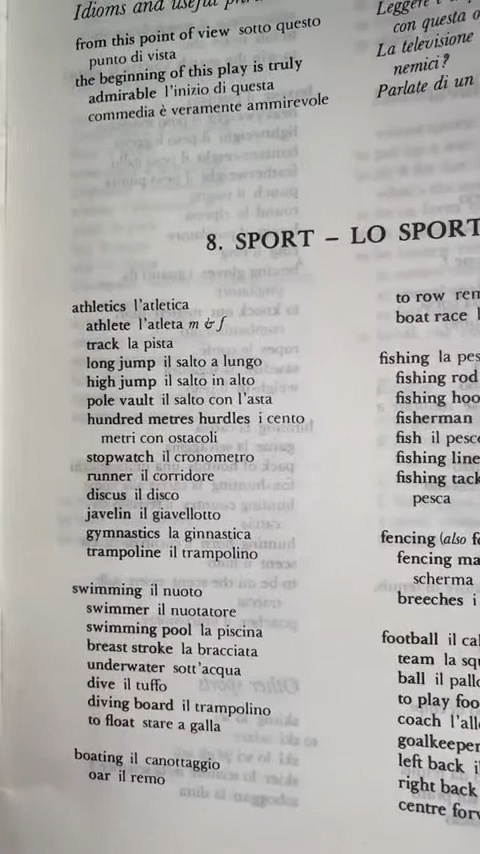 Idioms and useful
from this point of view sotto questo
punto di vista
the beginning of this play is truly
admirable l'inizio di questa
commedia è veramente ammirevole
Leggere
con questa
La televisione
nemici?
Parlate di un
8. SPORT – LO SPORT
athletics l'atletica
athlete l'atleta m & f
track la pista
long jump il salto a lungo
high jump il salto in alto
pole vault il salto con l'asta
hundred metres hurdles i cento
metri con ostacoli
stopwatch il cronometro
runner il corridore
discus il disco
javelin il giavellotto
gymnastics la ginnastica
trampoline il trampolino
swimming il nuoto
swimmer il nuotatore
swimming pool la piscina
breast stroke la bracciata
underwater sott'acqua
dive il tuffo
diving board il trampolino
to float stare a galla
boating il canottaggio
oar il remo
to row rem
boat race l
fishing la pes
fishing rod
fishing hoo
fisherman
fish il pesc
fishing line
fishing tack
pesca
fencing (also f
fencing ma
scherma
breeches i
football il cal
team la squ
ball il pall
to play foo
coach l'all
goalkeeper
left back i
right back
centre forw